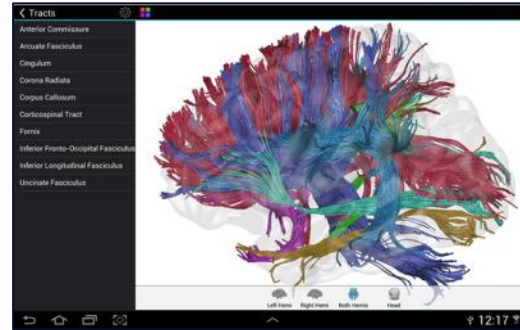 Tracts
Anterior Commissure
Arcuate Fasciculus
Cingulum
Corona Radiata
Corpus Callosum
Corticospinal Tract
Fornix
Inferior Fronto-Occipital Fasciculus
Inferior Longitudinal Fasciculus
Uncinate Fasciculus
Left Hemi Right Hemi Both Hemis Head
12:17